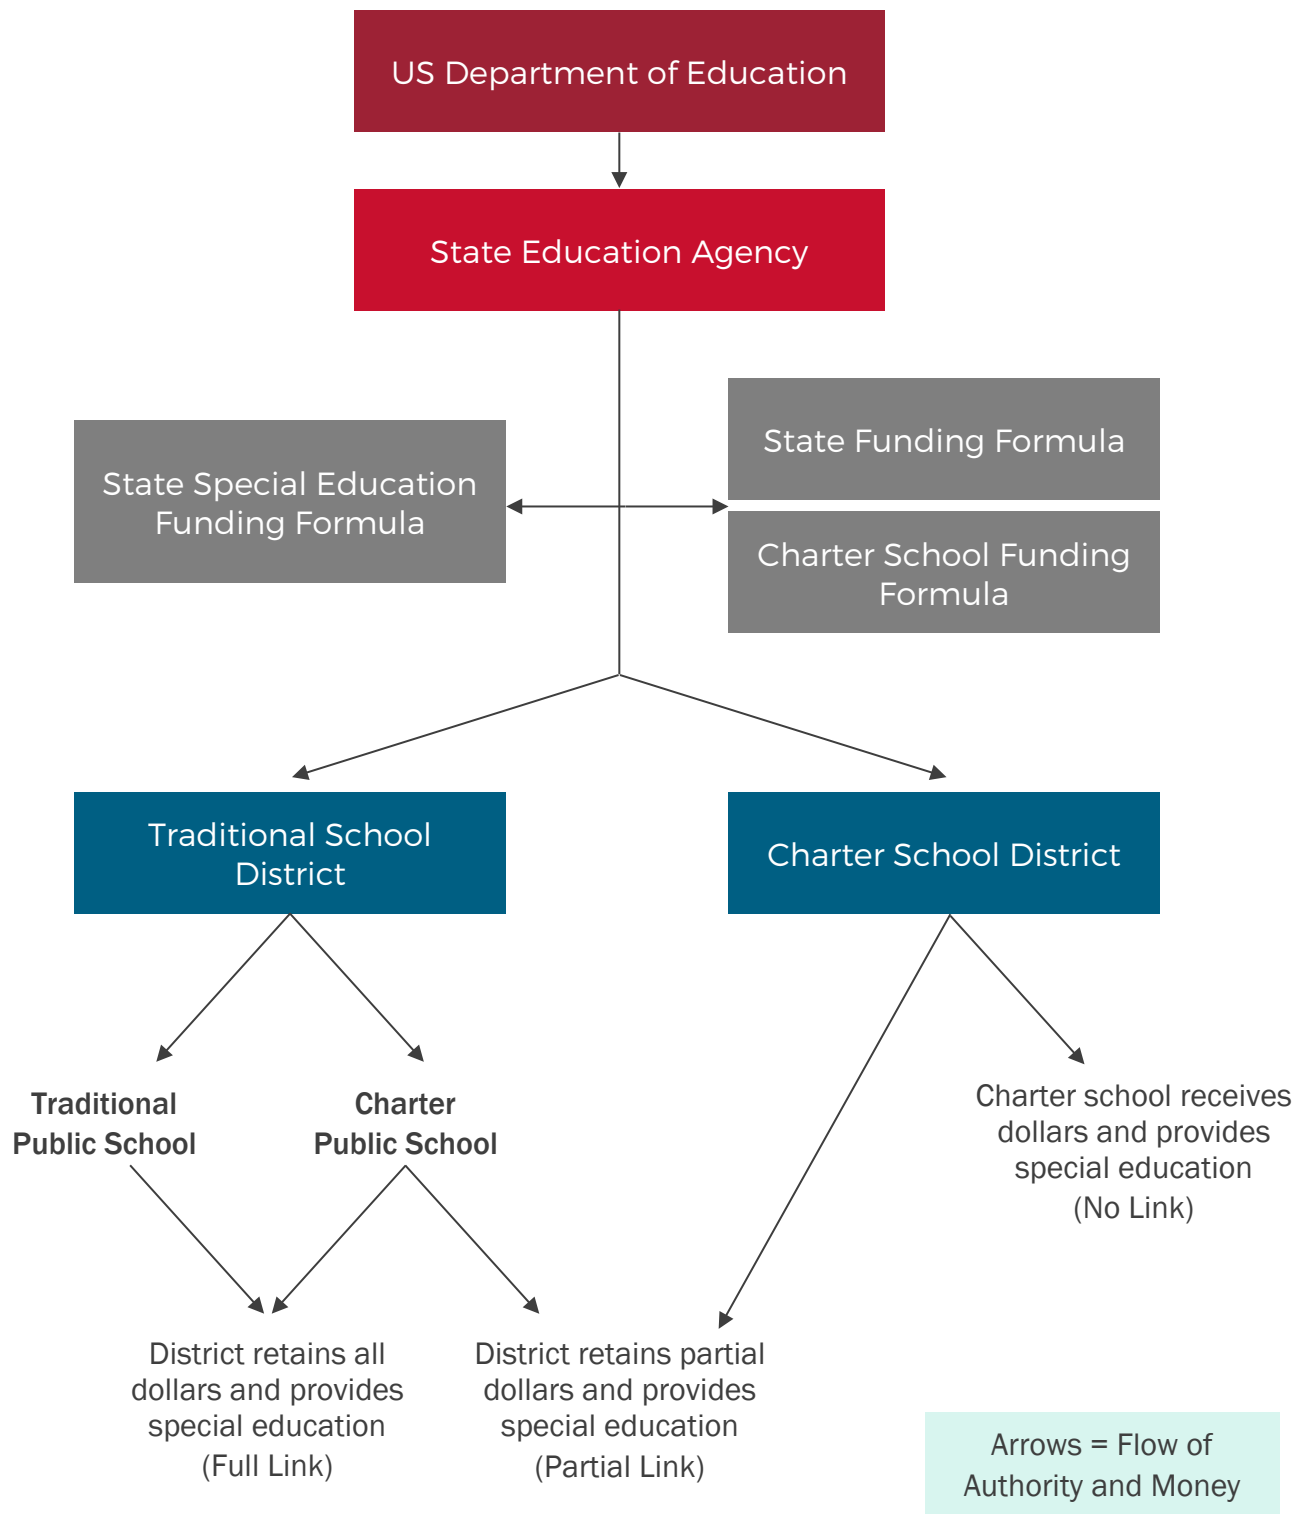 US Department of Education
State Education Agency
State Special Education
Funding Formula
State Funding Formula
Charter School Funding
Formula
Traditional School
District
Charter School District
Traditional
Public School
Charter
Public School
Charter school receives
dollars and provides
special education
(No Link)
District retains all
dollars and provides
special education
(Full Link)
District retains partial
dollars and provides
special education
(Partial Link)
Arrows = Flow of
Authority and Money